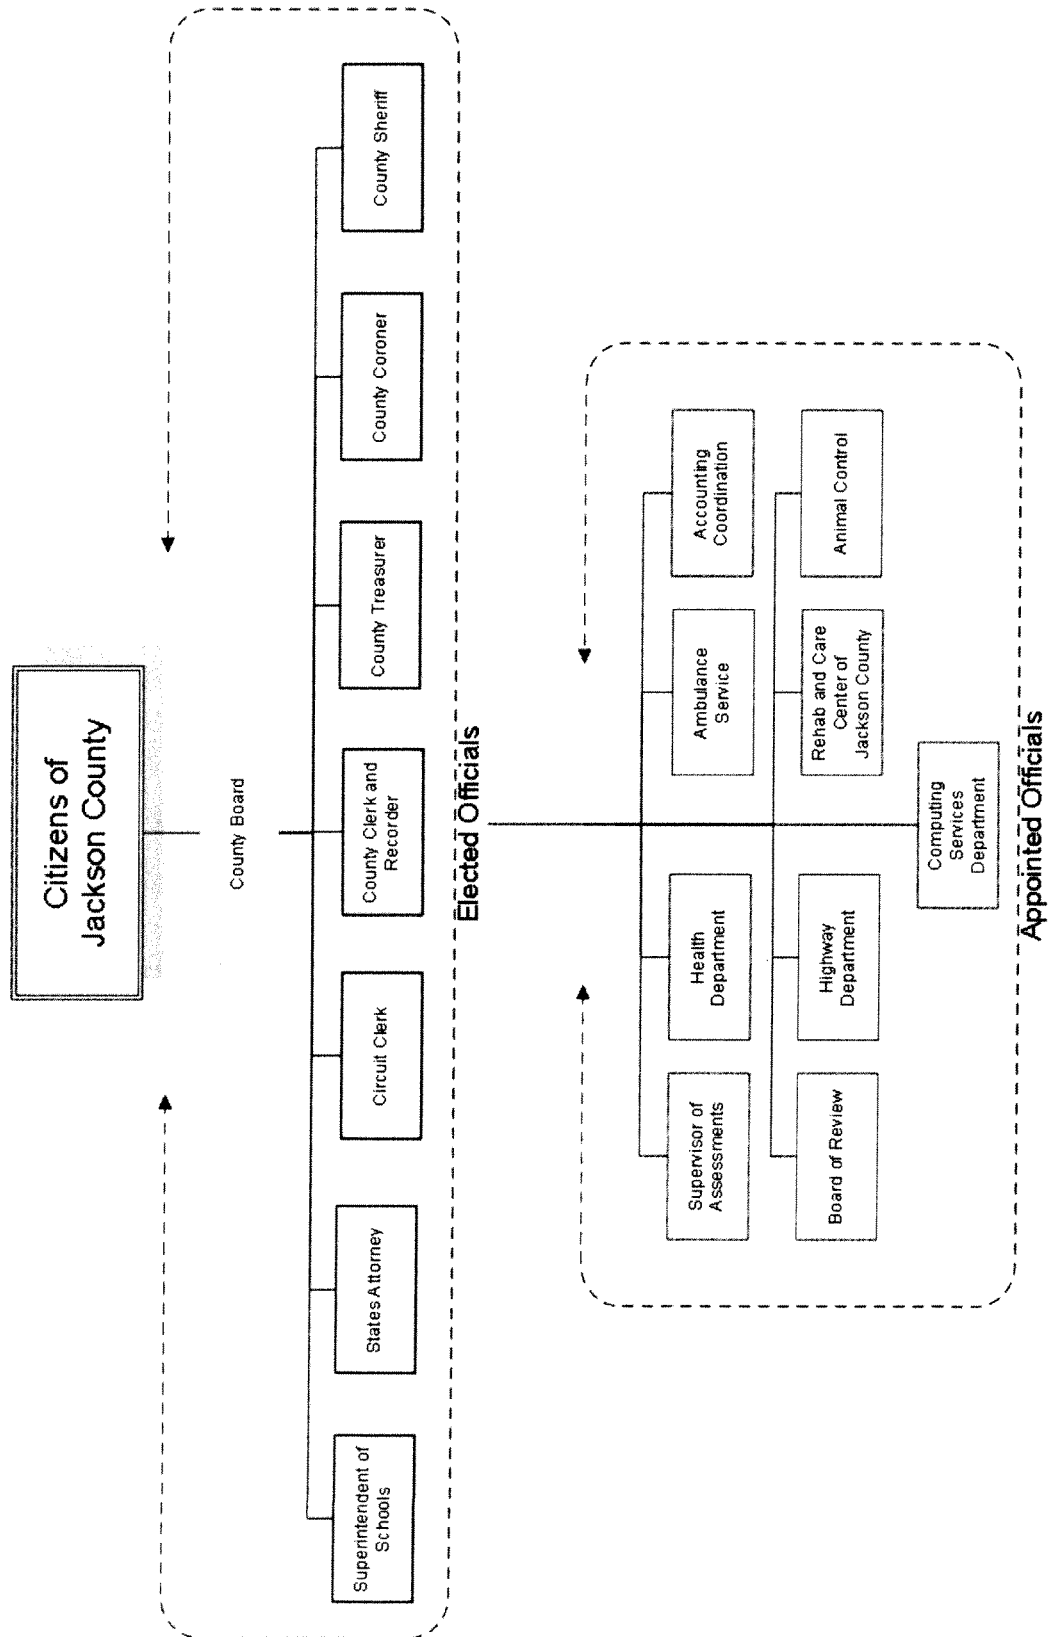 Citizens of
Jackson County
County Board
Superintendent of
Schools
States Attorney
Circuit Clerk
County Clerk and
Recorder
County Treasurer
County Coroner
County Sheriff
Elected Officials
Supervisor of
Assessments
Health
Department
Ambulance
Service
Accounting
Coordination
Board of Review
Highway
Department
Rehab and Care
Center of
Jackson County
Animal Control
Computing
Services
Department
Appointed Officials